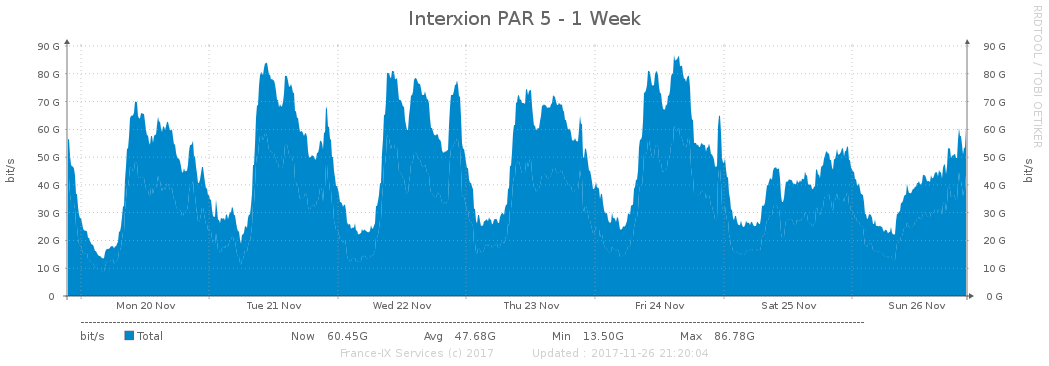 Interxion PAR 5 - 1 Week
RRDTOOL / TOBI OETIKER
90 G 90 G
80 G 80 G
70 G 70 G
60 G 60 G
50 G 50 G
40 G 40 G
30 G 30 G
20 G 20 G
10 G 10 G
0 0 G
bit/s
bit/s
Mon 20 Nov Tue 21 Nov Wed 22 Nov Thu 23 Nov Fri 24 Nov Sat 25 Nov Sun 26 Nov
bit/s Total Now 60.45G Avg 47.68G Min 13.50G Max 86.78G
France-IX Services (c) 2017 Updated : 2017-11-26 21:20:04